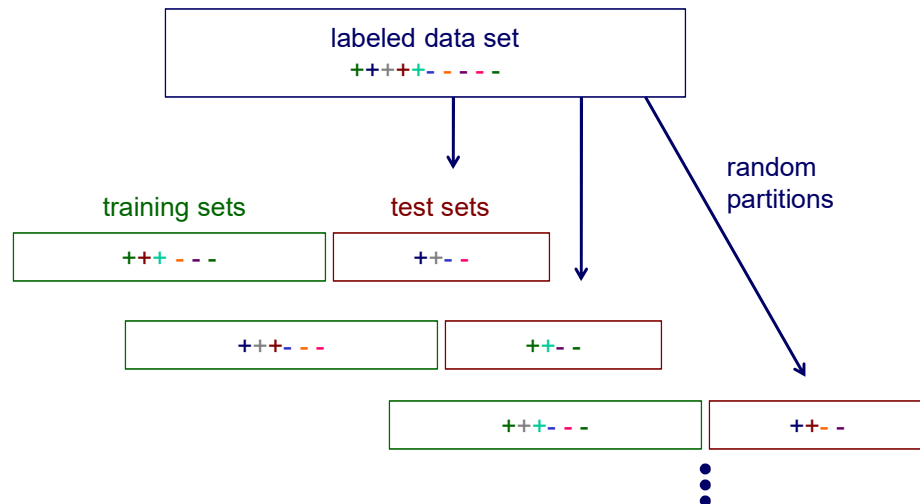 labeled data set
+++++- - - - -
random
partitions
training sets
test sets
+++ - - -
++- -
+++- - -
++- -
+++- - -
++- -